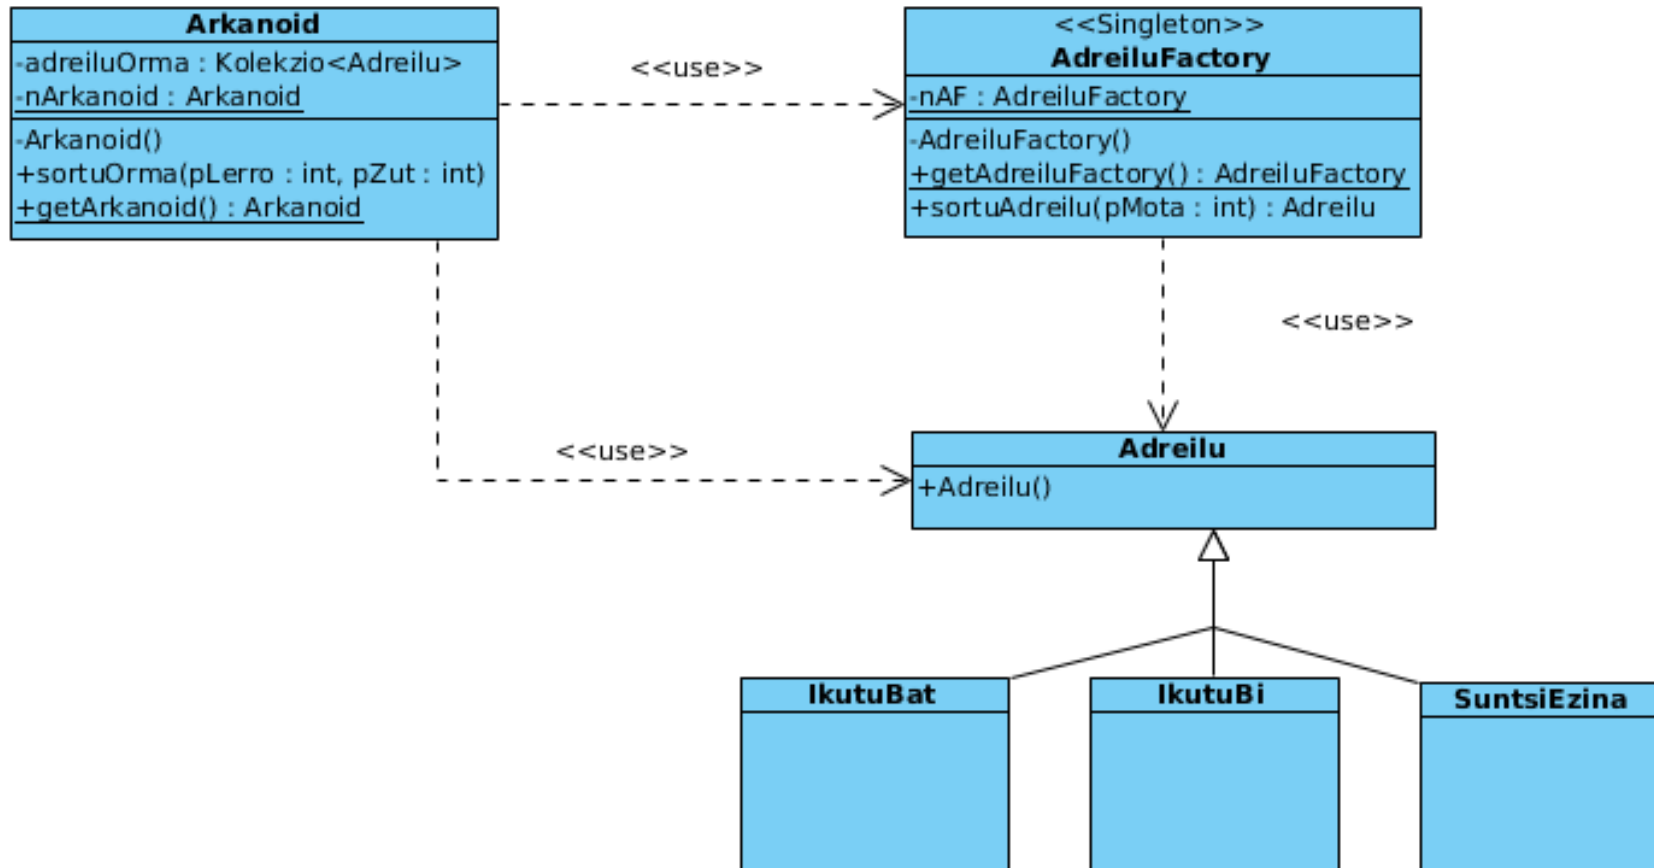 Arkanoid
-adreiluOrma : Kolekzio<Adreilu>
-nArkanoid : Arkanoid
-Arkanoid()
+sortuOrma(pLerro : int, pZut : int)
+getArkanoid() : Arkanoid
<<use>>
<<Singleton>>
AdreiluFactory
-nAF : AdreiluFactory
-AdreiluFactory()
+getAdreiluFactory() : AdreiluFactory
+sortuAdreilu(pMota : int) : Adreilu
<<use>>
<<use>>
Adreilu
+Adreilu()
IkutuBat
IkutuBi
SuntsiEzina